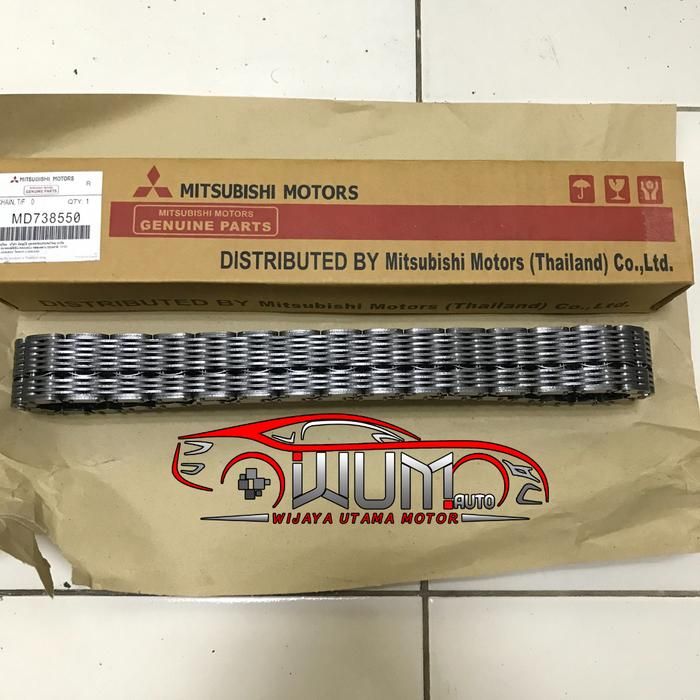 MITSUBISHI MOTORS
GENUINE PARTS
R
CHAIN, T/F D
QTY. 1
MD738550
MITSUBISHI MOTORS
MITSUBISHI MOTORS
GENUINE PARTS
DISTRIBUTED BY Mitsubishi Motors (Thailand) Co.,Ltd.
DISTRIBUTED BY Mitsubishi Motors (Thailand) Co.,Ltd.
WUM AUTO
WIJAYA UTAMA MOTOR